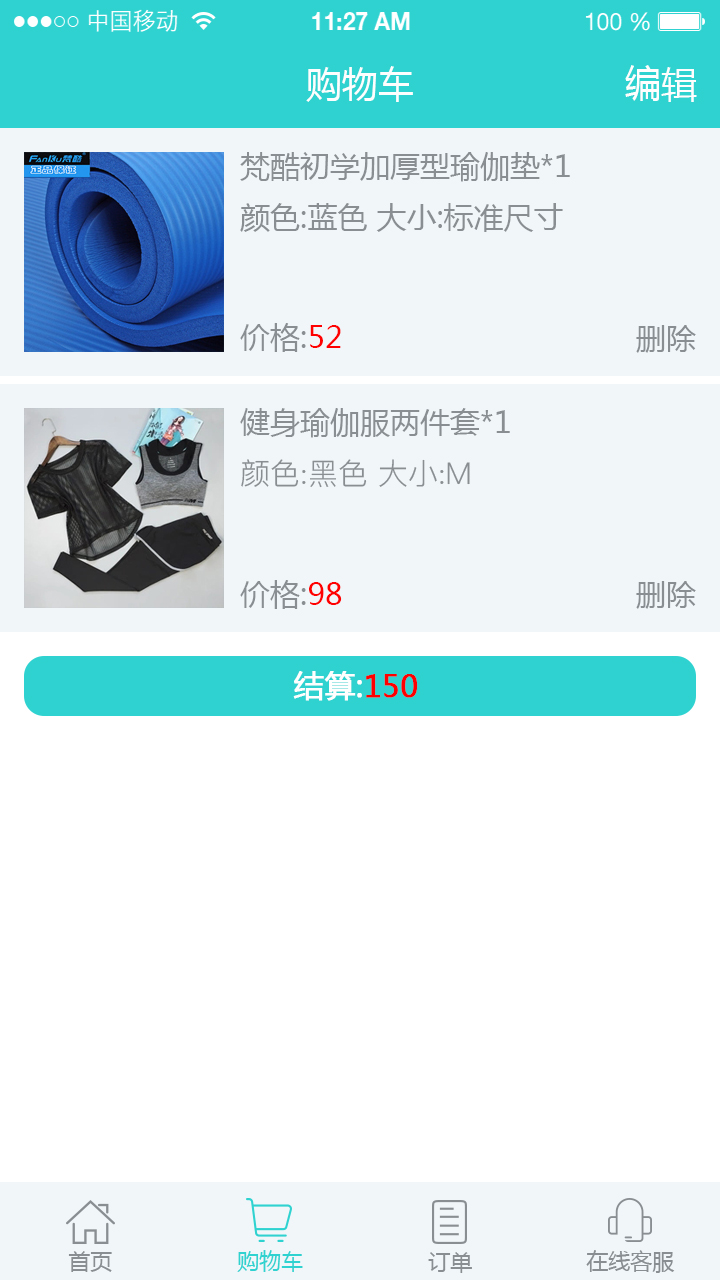 中国移动 11:27 AM 100 %
购物车 编辑
FanKu梵酷
正品保证
梵酷初学加厚型瑜伽垫*1
颜色:蓝色 大小:标准尺寸
价格:52 删除
健身瑜伽服两件套*1
颜色:黑色 大小:M
价格:98 删除
结算:150
首页 购物车 订单 在线客服